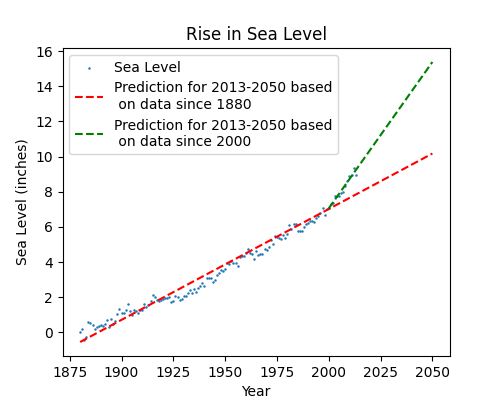 Rise in Sea Level
Sea Level
Prediction for 2013-2050 based
on data since 1880
Prediction for 2013-2050 based
on data since 2000
Sea Level (inches)
16
14
12
10
8
6
4
2
0
1875 1900 1925 1950 1975 2000 2025 2050
Year